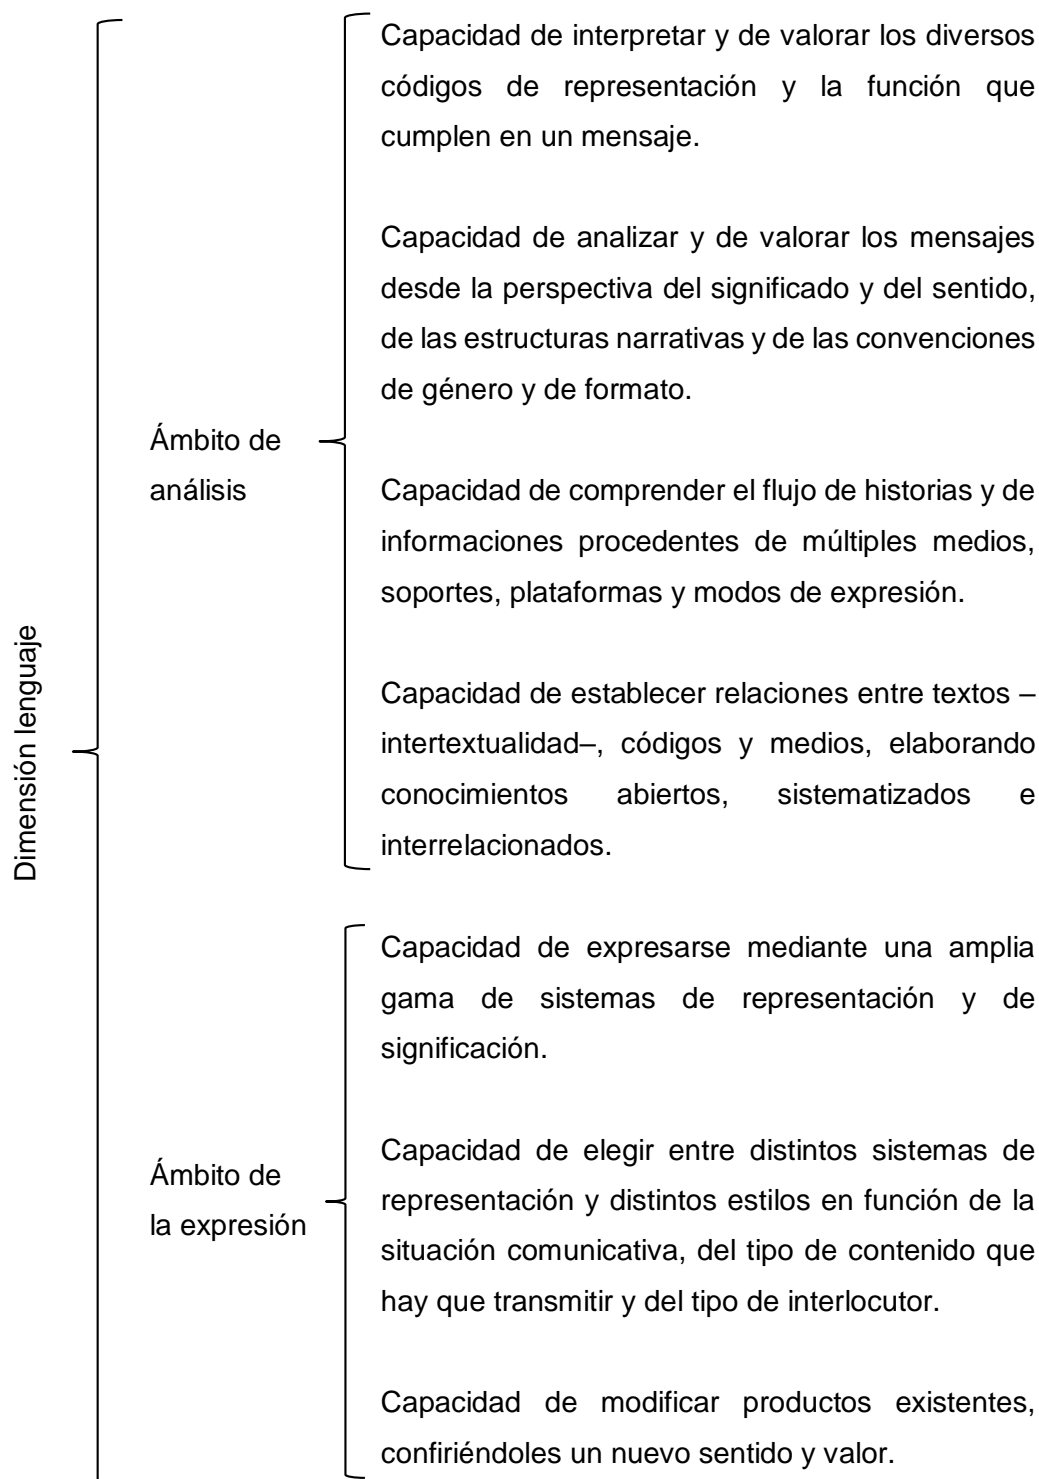 Dimensión lenguaje
Ámbito de
análisis
Capacidad de interpretar y de valorar los diversos
códigos de representación y la función que
cumplen en un mensaje.
Capacidad de analizar y de valorar los mensajes
desde la perspectiva del significado y del sentido,
de las estructuras narrativas y de las convenciones
de género y de formato.
Capacidad de comprender el flujo de historias y de
informaciones procedentes de múltiples medios,
soportes, plataformas y modos de expresión.
Capacidad de establecer relaciones entre textos –
intertextualidad–, códigos y medios, elaborando
conocimientos abiertos, sistematizados e
interrelacionados.
Ámbito de
la expresión
Capacidad de expresarse mediante una amplia
gama de sistemas de representación y de
significación.
Capacidad de elegir entre distintos sistemas de
representación y distintos estilos en función de la
situación comunicativa, del tipo de contenido que
hay que transmitir y del tipo de interlocutor.
Capacidad de modificar productos existentes,
confiriéndoles un nuevo sentido y valor.